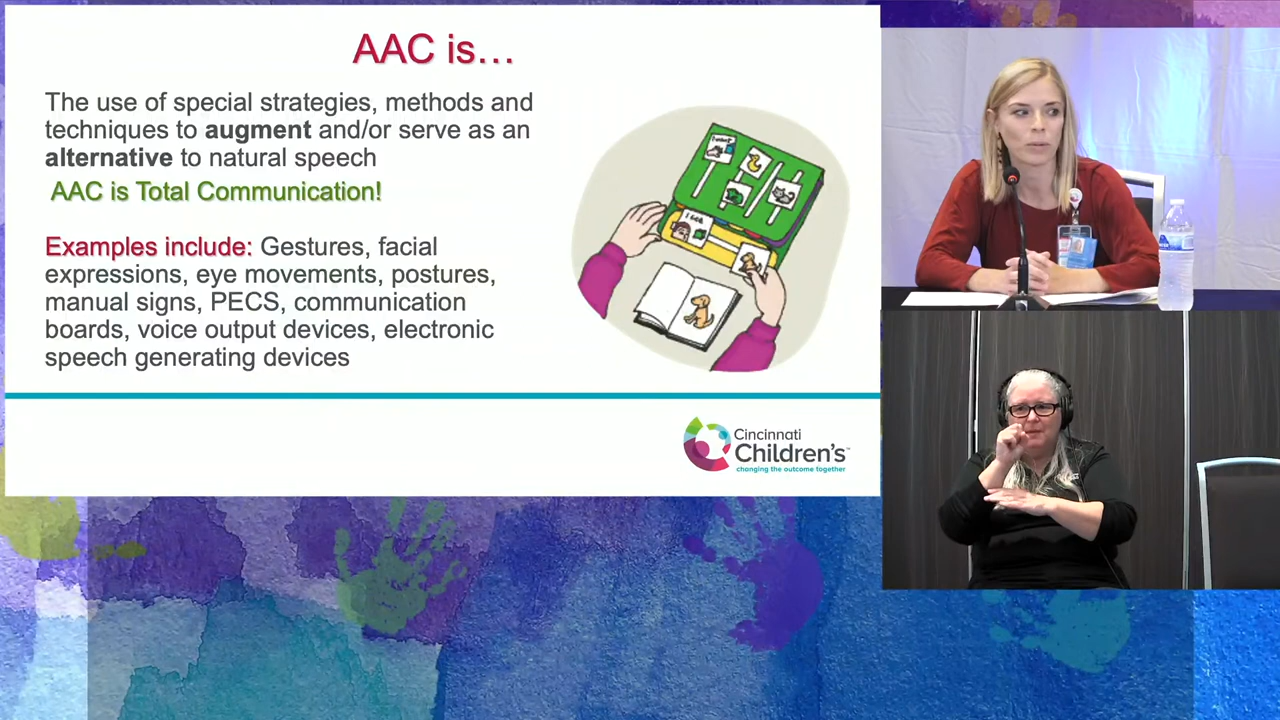 AAC is…
The use of special strategies, methods and
techniques to augment and/or serve as an
alternative to natural speech
AAC is Total Communication!
Examples include: Gestures, facial
expressions, eye movements, postures,
manual signs, PECS, communication
boards, voice output devices, electronic
speech generating devices
Cincinnati
Children's™
changing the outcome together